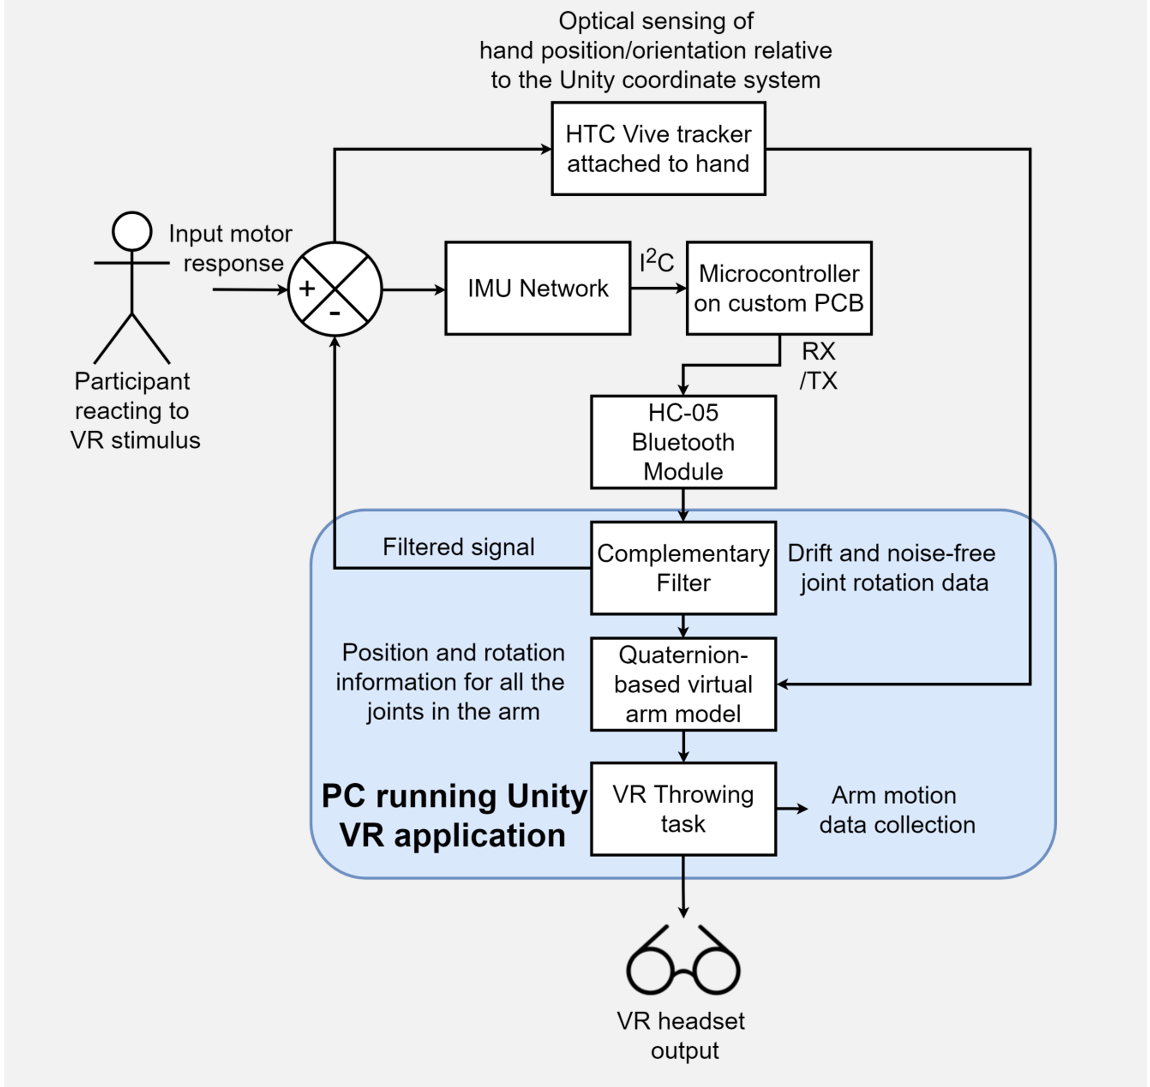 Optical sensing of
hand position/orientation relative
to the Unity coordinate system
HTC Vive tracker
attached to hand
Input motor
response
+
-
IMU Network
I²C
Microcontroller
on custom PCB
RX
/TX
Participant
reacting to
VR stimulus
HC-05
Bluetooth
Module
Filtered signal
Complementary
Filter
Drift and noise-free
joint rotation data
Position and rotation
information for all the
joints in the arm
Quaternion-
based virtual
arm model
PC running Unity
VR application
VR Throwing
task
Arm motion
data collection
VR headset
output